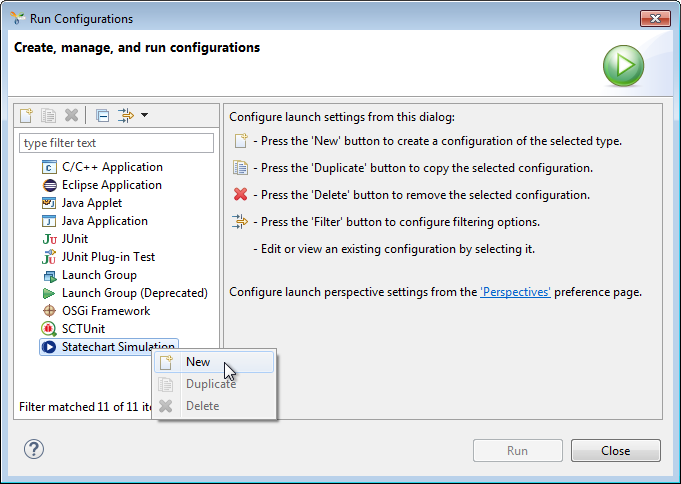 Run Configurations
Create, manage, and run configurations
type filter text
C/C++ Application
Eclipse Application
Java Applet
Java Application
JUnit
JUnit Plug-in Test
Launch Group
Launch Group (Deprecated)
OSGi Framework
SCTUnit
Statechart Simulation
New
Duplicate
Delete
Filter matched 11 of 11 ite
Configure launch settings from this dialog:
- Press the 'New' button to create a configuration of the selected type.
- Press the 'Duplicate' button to copy the selected configuration.
- Press the 'Delete' button to remove the selected configuration.
- Press the 'Filter' button to configure filtering options.
- Edit or view an existing configuration by selecting it.
Configure launch perspective settings from the 'Perspectives' preference page.
Run
Close